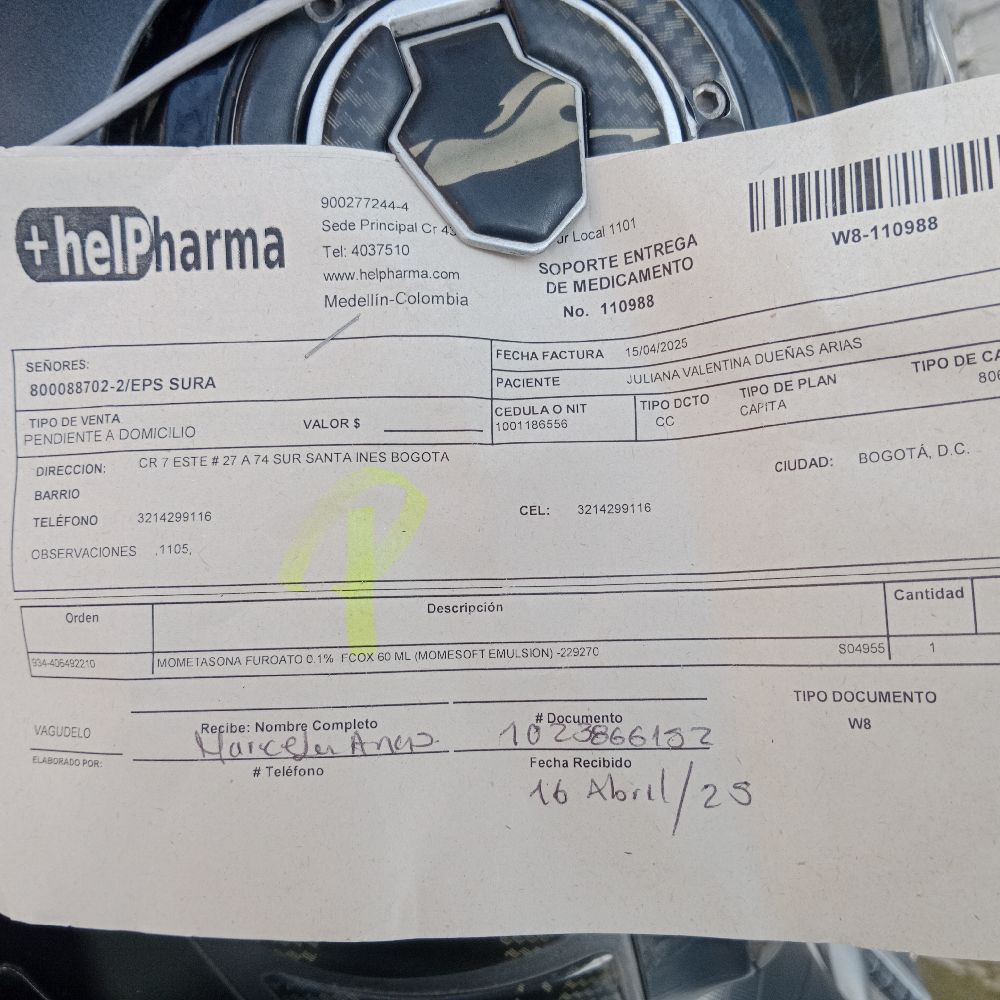 +helPharma
900277244-4
Sede Principal Cr 43
ur Local 1101
Tel: 4037510
www.helpharma.com
Medellín-Colombia
SOPORTE ENTREGA
DE MEDICAMENTO
No. 110988
W8-110988
SEÑORES:
800088702-2/EPS SURA
FECHA FACTURA 15/04/2025
PACIENTE JULIANA VALENTINA DUEÑAS ARIAS
TIPO DE VENTA
PENDIENTE A DOMICILIO
VALOR $
CEDULA O NIT
1001186556
TIPO DCTO
CC
TIPO DE PLAN
CAPITA
TIPO DE CA
806
DIRECCION: CR 7 ESTE # 27 A 74 SUR SANTA INES BOGOTA
CIUDAD: BOGOTÁ, D.C.
BARRIO
TELÉFONO 3214299116
CEL: 3214299116
OBSERVACIONES ,1105,
P
Orden Descripción Cantidad
934-406492210 MOMETASONA FUROATO 0.1% FCOX 60 ML (MOMESOFT EMULSION) -229270 S04955 1
TIPO DOCUMENTO
W8
VAGUDELO
ELABORADO POR:
Recibe: Nombre Completo
# Documento
Marcela 1023866152
# Teléfono
Fecha Recibido
16 Abril/25